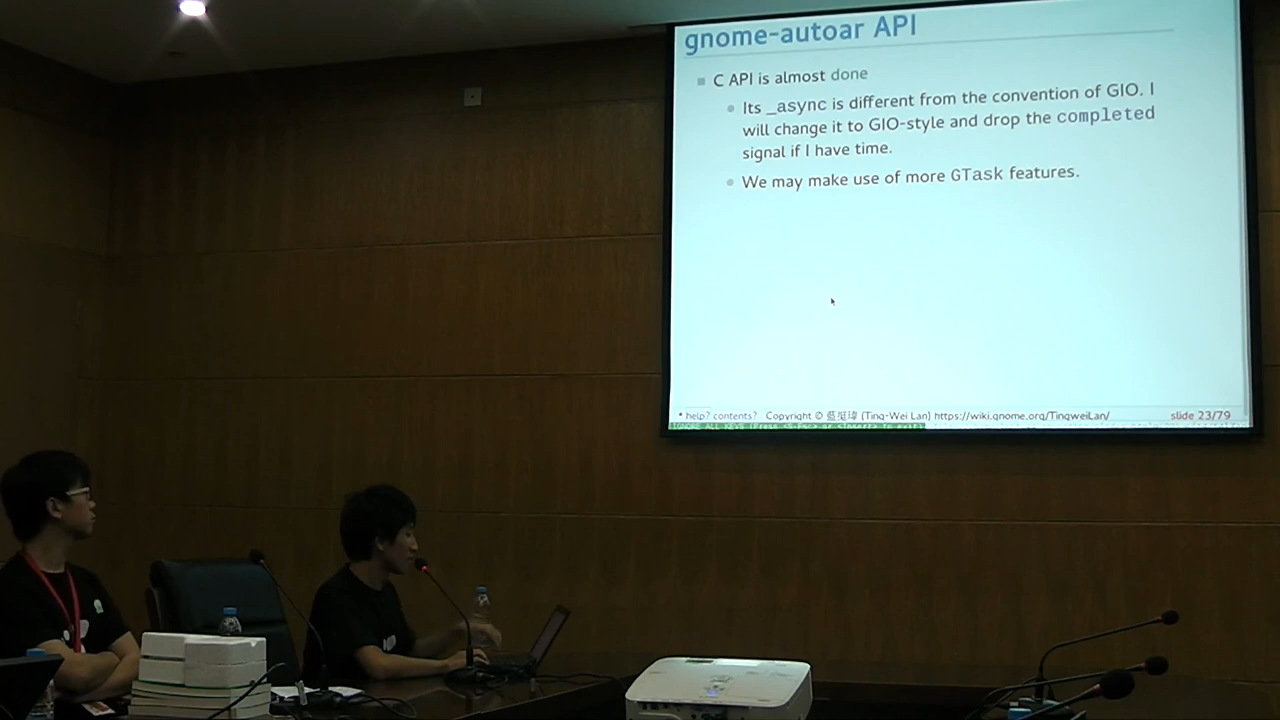 gnome-autoar API
C API is almost done
Its _async is different from the convention of GIO. I
will change it to GIO-style and drop the completed
signal if I have time.
We may make use of more GTask features.
* help? contents? Copyright © 藍挺瑋 (Ting-Wei Lan) https://wiki.gnome.org/TingweiLan/ slide 23/79